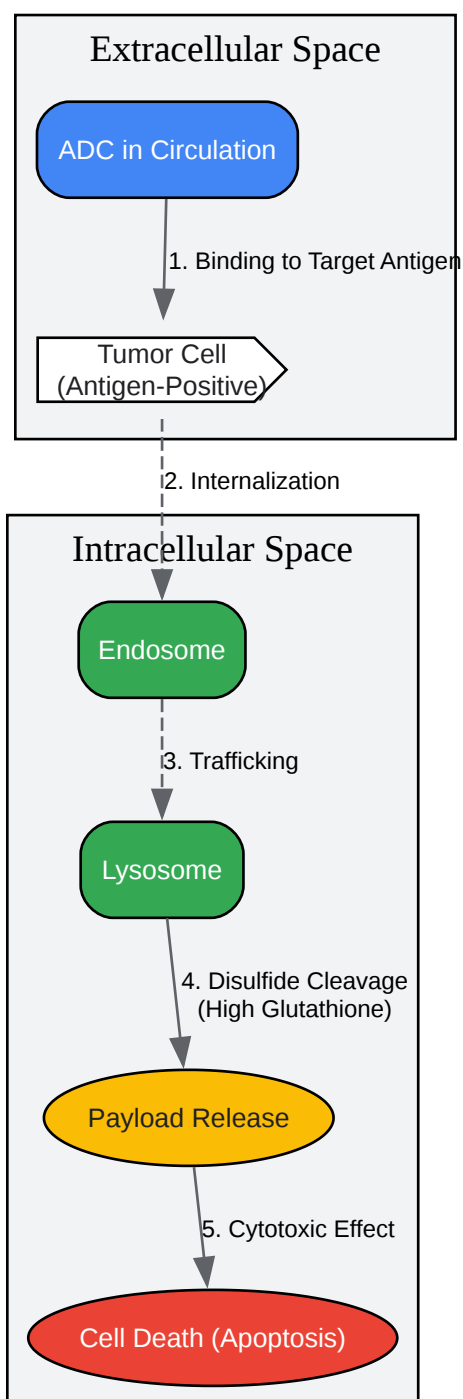 Extracellular Space
ADC in Circulation
1. Binding to Target Antigen
Tumor Cell
(Antigen-Positive)
2. Internalization
Intracellular Space
Endosome
3. Trafficking
Lysosome
4. Disulfide Cleavage
(High Glutathione)
Payload Release
5. Cytotoxic Effect
Cell Death (Apoptosis)